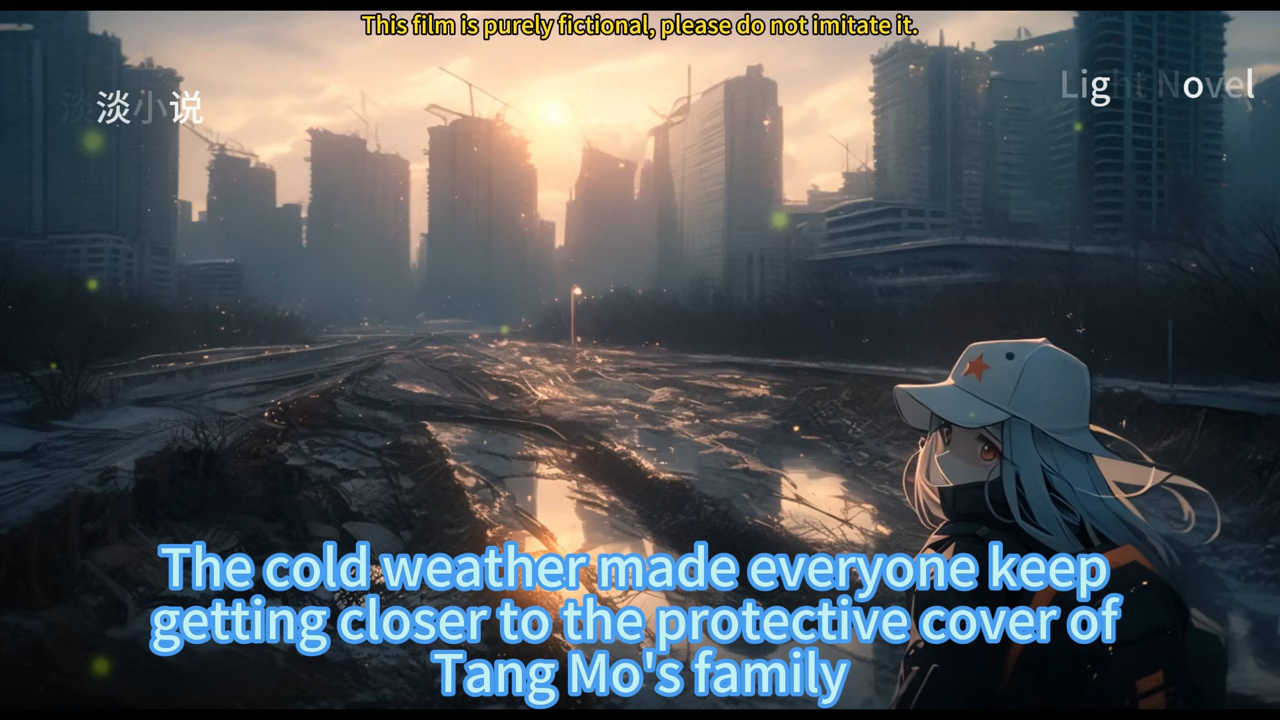 This film is purely fictional, please do not imitate it.
淡淡小说
Light Novel
The cold weather made everyone keep
getting closer to the protective cover of
Tang Mo's family